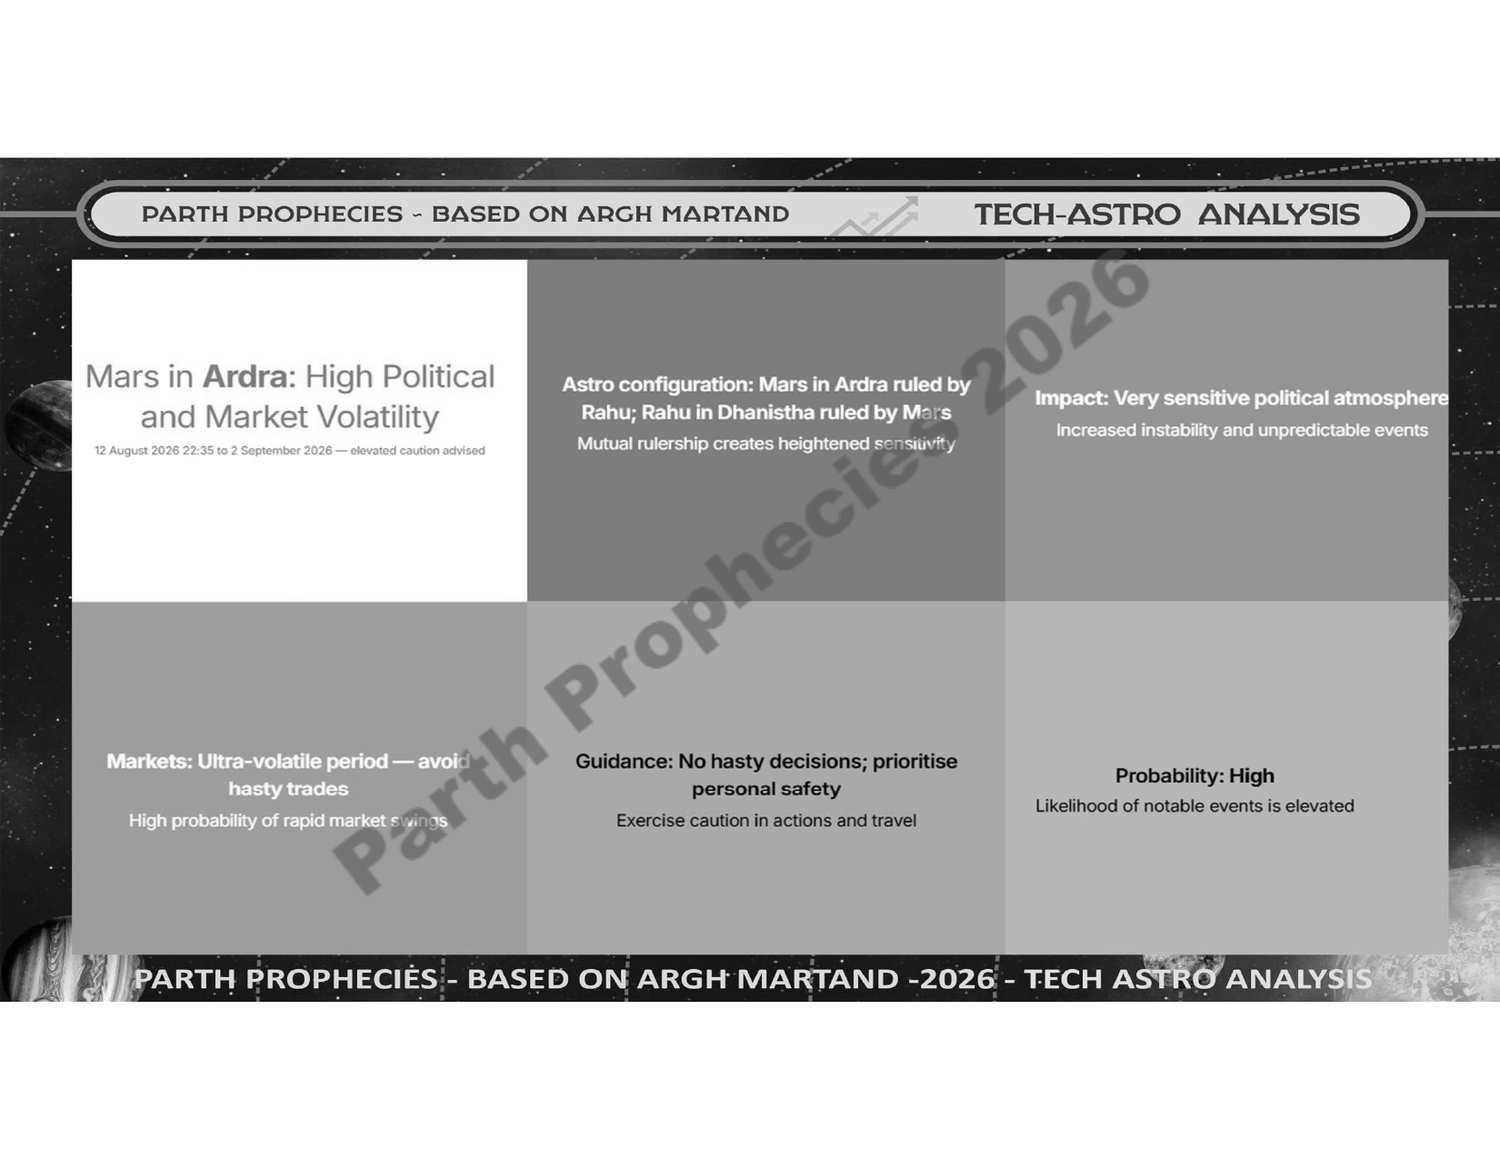 PARTH PROPHECIES ~ BASED ON ARGH MARTAND
TECH-ASTRO ANALYSIS
Mars in Ardra: High Political
and Market Volatility
12 August 2026 22:35 to 2 September 2026 — elevated caution advised
Astro configuration: Mars in Ardra ruled by
Rahu; Rahu in Dhanistha ruled by Mars
Mutual rulership creates heightened sensitivity
Impact: Very sensitive political atmosphere
Increased instability and unpredictable events
Markets: Ultra-volatile period — avoid
hasty trades
High probability of rapid market swings
Guidance: No hasty decisions; prioritise
personal safety
Exercise caution in actions and travel
Probability: High
Likelihood of notable events is elevated
Parth Prophecies 2026
PARTH PROPHECIES - BASED ON ARGH MARTAND -2026 - TECH ASTRO ANALYSIS